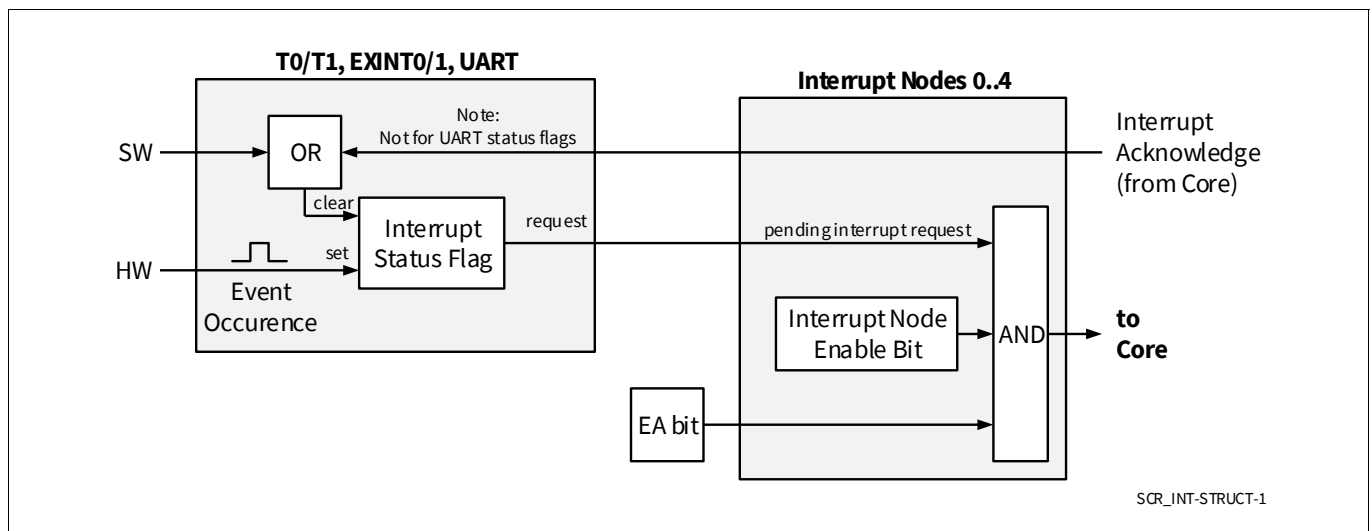 T0/T1, EXINT0/1, UART
Interrupt Nodes 0..4
Note:
Not for UART status flags
SW
OR
Interrupt
Acknowledge
(from Core)
clear
Interrupt
Status Flag
request
pending interrupt request
set
HW
Event
Occurence
Interrupt Node
Enable Bit
AND
to
Core
EA bit
SCR_INT-STRUCT-1